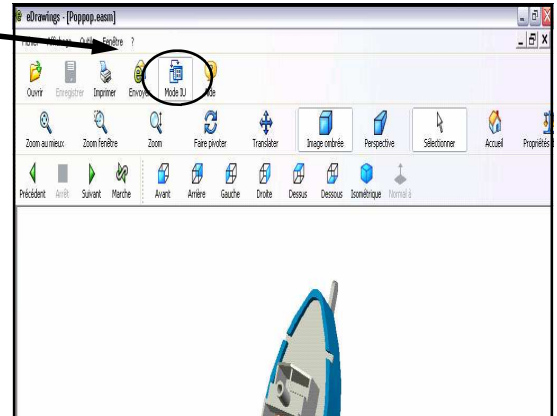 eDrawings - [Poppop.easm]
Affichage Outils Fenêtre ?
Ouvrir Enregistrer Imprimer Envoyer Mode IU Aide
Zoom au mieux Zoom fenêtre Zoom Faire pivoter Translater Image ombrée Perspective Sélectionner Accueil Propriétés
Précédent Arrêt Suivant Marche Avant Arrière Gauche Droite Dessus Dessous Isométrique Normal à